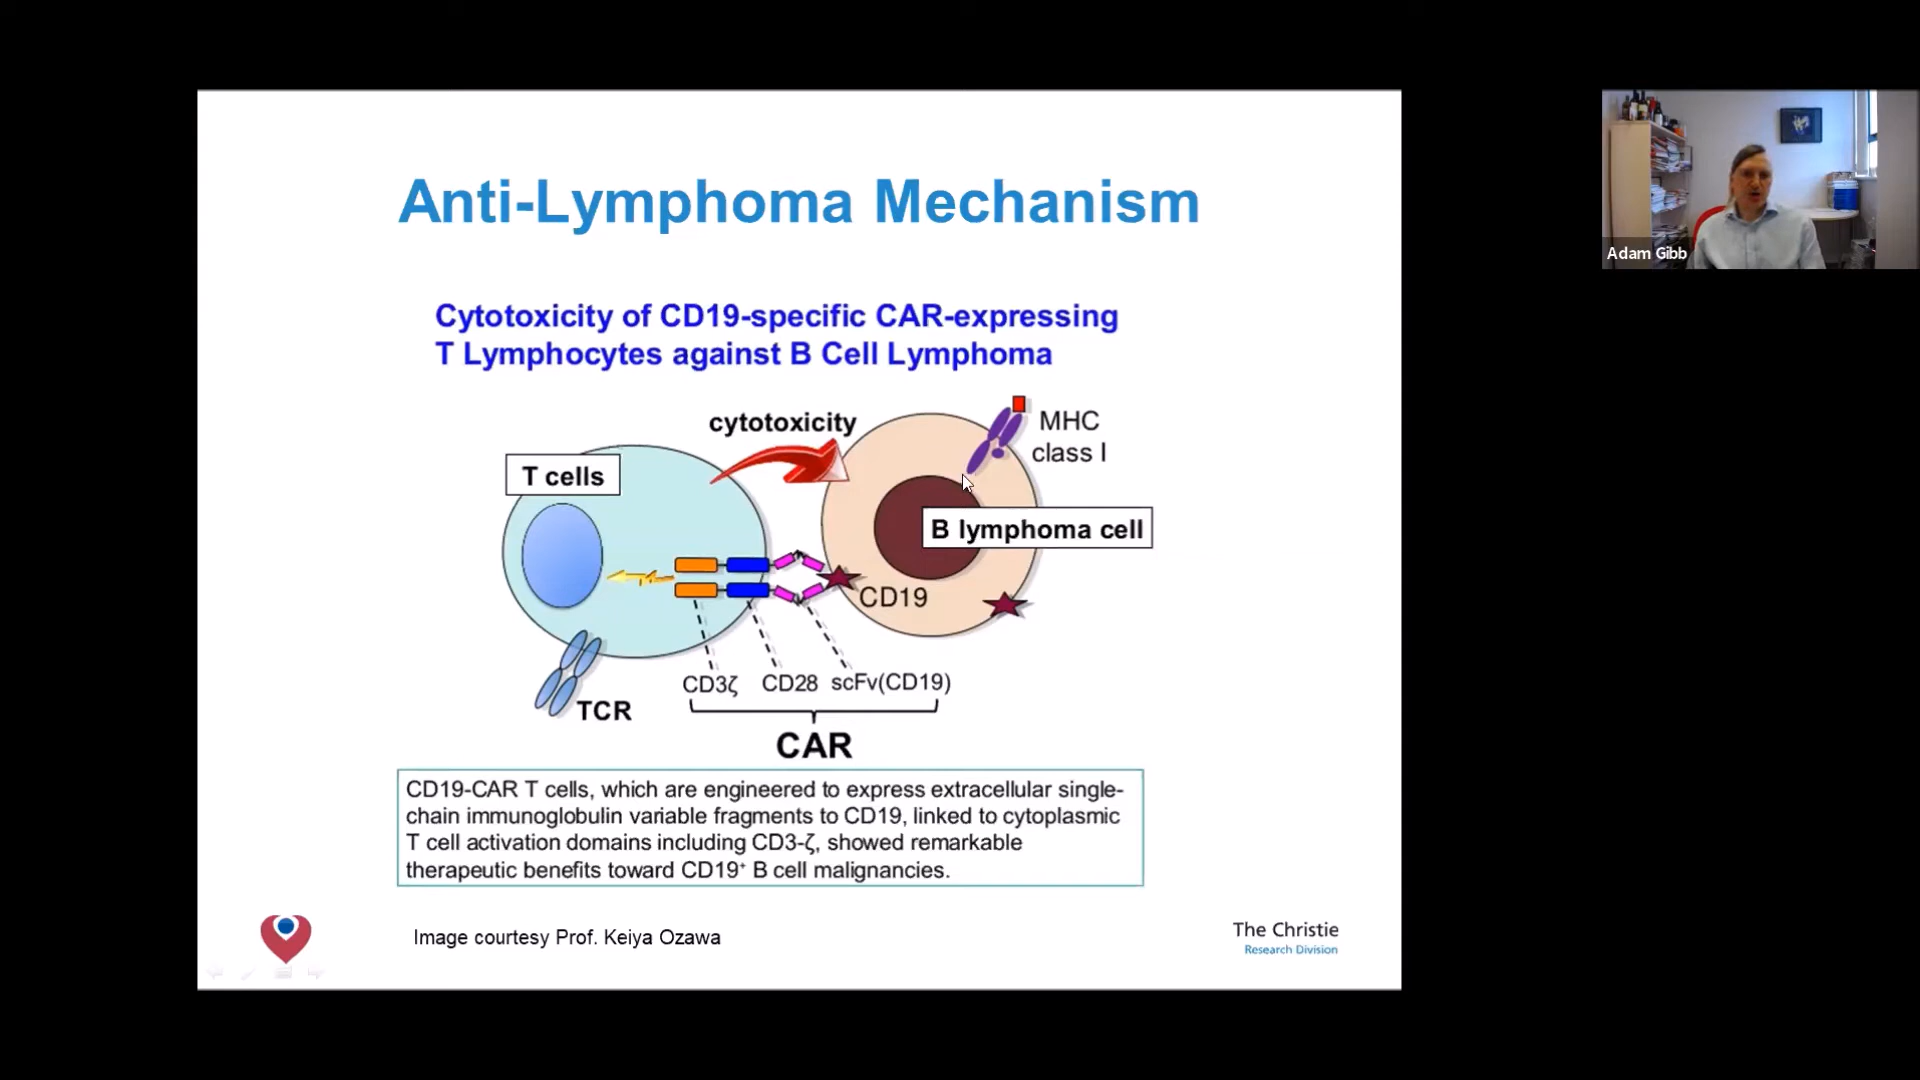 Anti-Lymphoma Mechanism
Cytotoxicity of CD19-specific CAR-expressing
T Lymphocytes against B Cell Lymphoma
cytotoxicity
MHC
class I
T cells
B lymphoma cell
CD19
CD3ζ CD28 scFv(CD19)
TCR
CAR
CD19-CAR T cells, which are engineered to express extracellular single-
chain immunoglobulin variable fragments to CD19, linked to cytoplasmic
T cell activation domains including CD3-ζ, showed remarkable
therapeutic benefits toward CD19⁺ B cell malignancies.
Image courtesy Prof. Keiya Ozawa
The Christie
Research Division
Adam Gibb